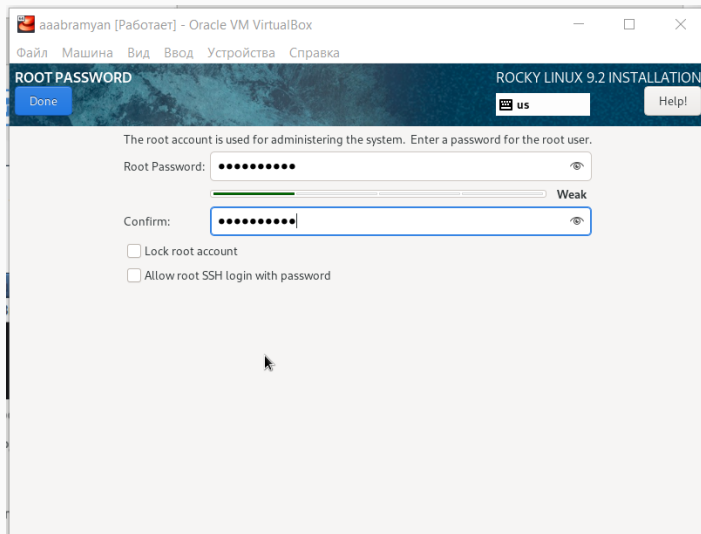 aaabramyan [Работает] - Oracle VM VirtualBox
Файл Машина Вид Ввод Устройства Справка
ROOT PASSWORD
ROCKY LINUX 9.2 INSTALLATION
Done
us
Help!
The root account is used for administering the system. Enter a password for the root user.
Root Password: ●●●●●●●●●●
Weak
Confirm: ●●●●●●●●●●
Lock root account
Allow root SSH login with password